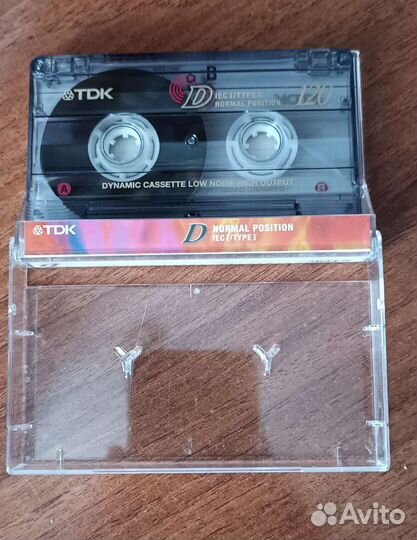 B
TDK
D IEC I/TYPE I
NORMAL POSITION
120
A
DYNAMIC CASSETTE LOW NOISE HIGH OUTPUT
TDK D NORMAL POSITION
IEC I/TYPE I
Avito